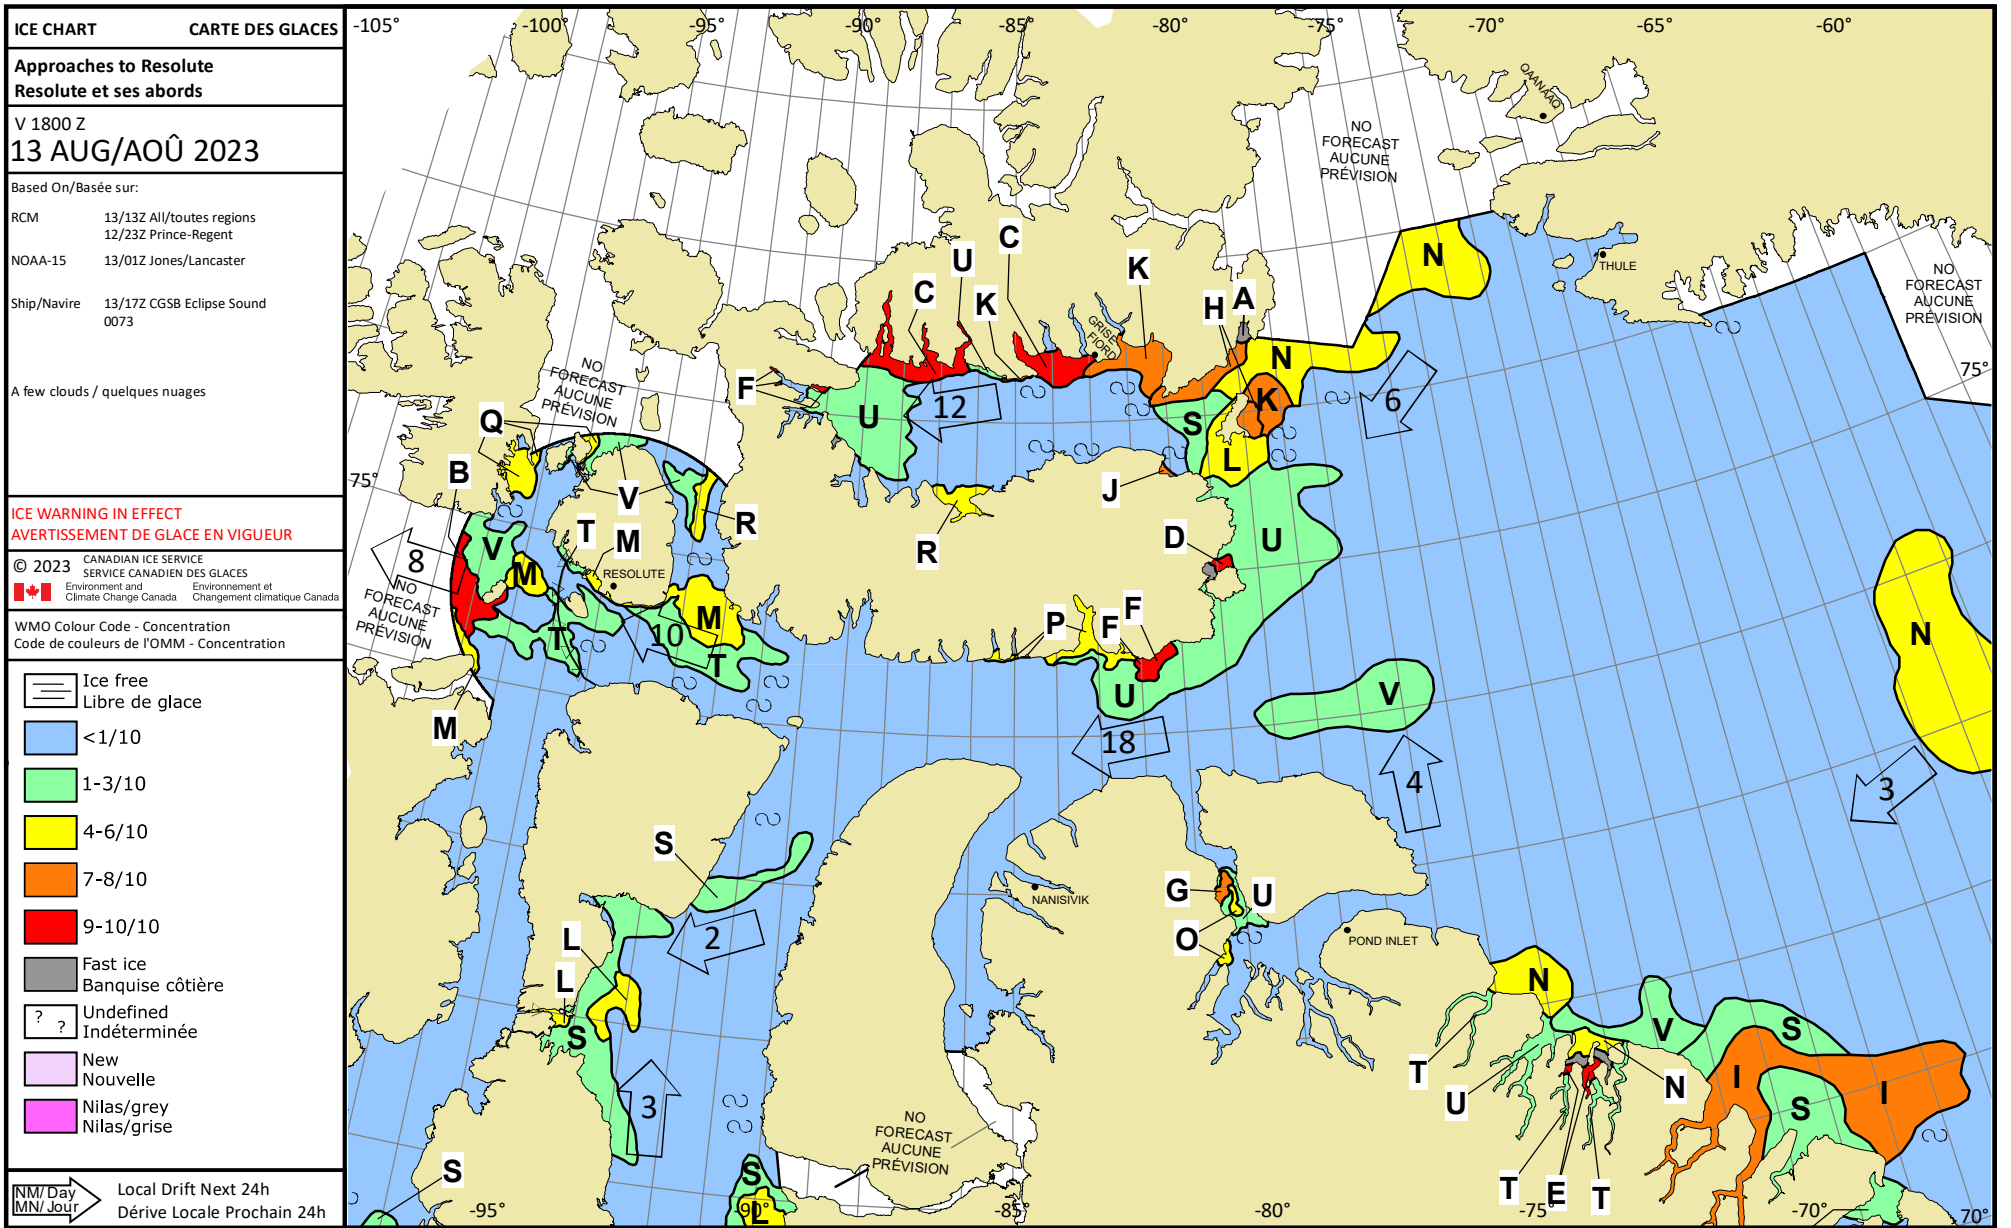 ICE CHART CARTE DES GLACES
Approaches to Resolute
Resolute et ses abords
V 1800 Z
13 AUG/AOÛ 2023
Based On/Basée sur:
RCM 13/13Z All/toutes regions
12/23Z Prince-Regent
NOAA-15 13/01Z Jones/Lancaster
Ship/Navire 13/17Z CGSB Eclipse Sound
0073
A few clouds / quelques nuages
ICE WARNING IN EFFECT
AVERTISSEMENT DE GLACE EN VIGUEUR
© 2023 CANADIAN ICE SERVICE
SERVICE CANADIEN DES GLACES
Environment and Climate Change Canada
Environnement et Changement climatique Canada
WMO Colour Code - Concentration
Code de couleurs de l'OMM - Concentration
Ice free
Libre de glace
<1/10
1-3/10
4-6/10
7-8/10
9-10/10
Fast ice
Banquise côtière
? ?
Undefined
Indéterminée
New
Nouvelle
Nilas/grey
Nilas/grise
NM/Day
MN/Jour
Local Drift Next 24h
Dérive Locale Prochain 24h
-105° -100° -95° -90° -85° -80° -75° -70° -65° -60°
QAANAAQ
NO
FORECAST
AUCUNE
PRÉVISION
N
THULE
NO
FORECAST
AUCUNE
PRÉVISION
75°
C
U
K
C
U
K
H
A
GRISE
FIORD
N
6
NO
FORECAST
AUCUNE
PRÉVISION
F
U
12
S
K
L
Q
B
75°
V
R
R
J
D
U
8
V
M
T
M
RESOLUTE
NO
FORECAST
AUCUNE
PRÉVISION
T
10
M
T
P
F
F
U
N
V
M
18
4
3
S
NANISIVIK
G
U
O
POND INLET
2
L
L
S
N
V
S
T
U
N
I
S
I
3
NO
FORECAST
AUCUNE
PRÉVISION
S
S
L
T
E
T
-95° -90° -85° -80° -75° -70° 70°